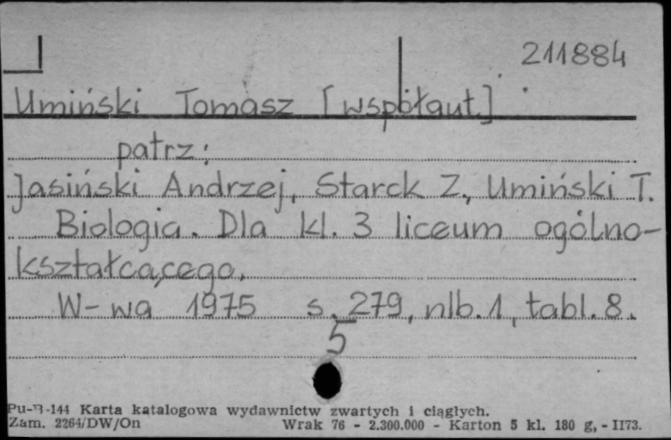 211884
Umiński Tomasz [współaut.]
patrz:
Jasiński Andrzej, Starck Z., Umiński T.
Biologia. Dla kl. 3 liceum ogólno-
kształcącego.
W-wa 1975 s. 279, nlb. 1, tabl. 8.
5
Pu-B-144 Karta katalogowa wydawnictw zwartych i ciągłych.
Zam. 2264/DW/On Wrak 76 - 2.300.000 - Karton 5 kl. 180 g, - II73.